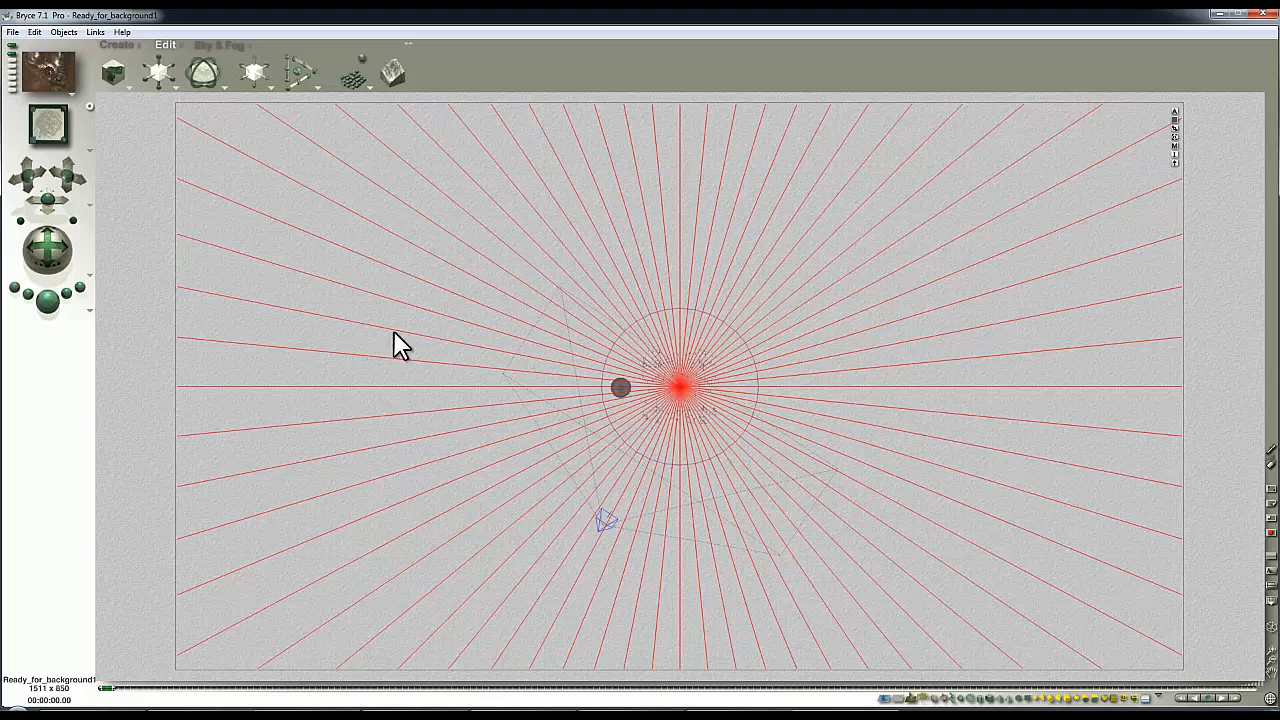 Bryce 7.1 Pro - Ready_for_background1
File Edit Objects Links Help
Create Edit Sky & Fog
A
M
I
Ready_for_background1
1511 x 850
00:00:00.00